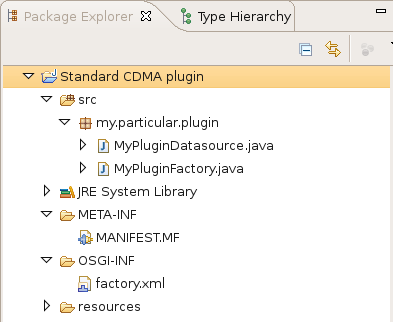 Package Explorer Type Hierarchy
Standard CDMA plugin
src
my.particular.plugin
MyPluginDatasource.java
MyPluginFactory.java
JRE System Library
META-INF
MANIFEST.MF
OSGI-INF
factory.xml
resources